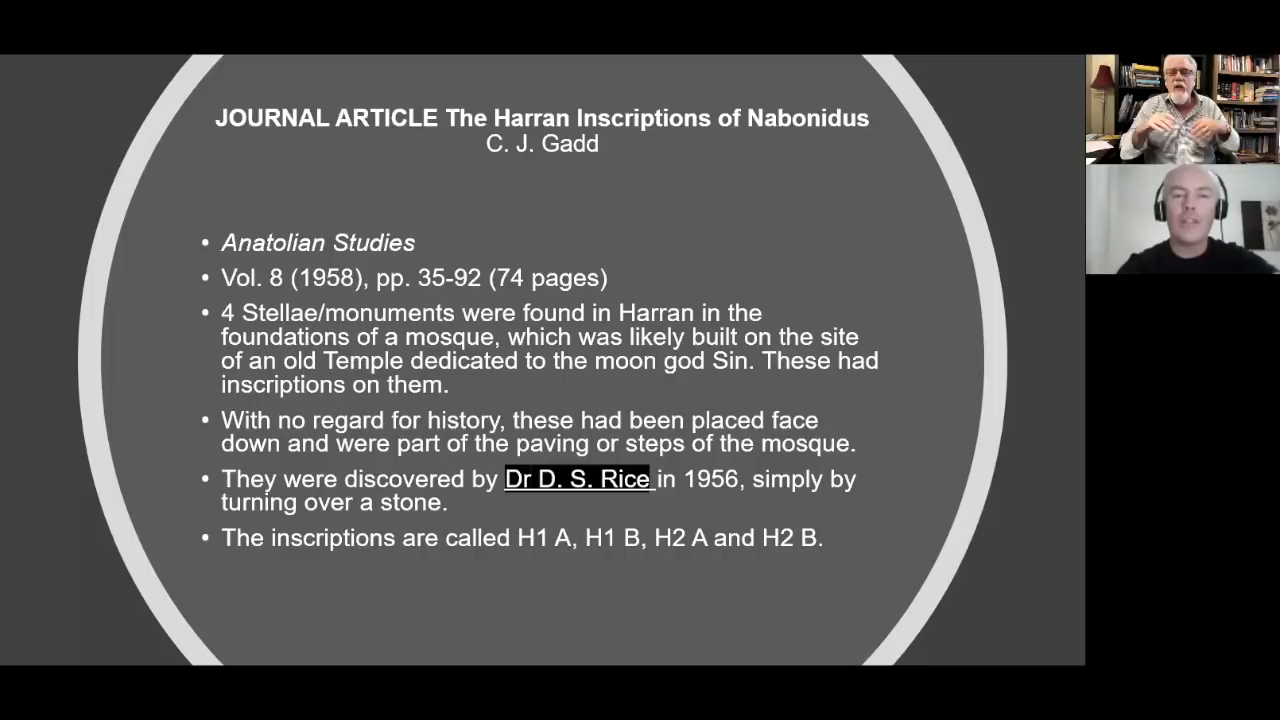 JOURNAL ARTICLE The Harran Inscriptions of Nabonidus
C. J. Gadd
• Anatolian Studies
• Vol. 8 (1958), pp. 35-92 (74 pages)
• 4 Stellae/monuments were found in Harran in the
foundations of a mosque, which was likely built on the site
of an old Temple dedicated to the moon god Sin. These had
inscriptions on them.
• With no regard for history, these had been placed face
down and were part of the paving or steps of the mosque.
• They were discovered by Dr D. S. Rice in 1956, simply by
turning over a stone.
• The inscriptions are called H1 A, H1 B, H2 A and H2 B.